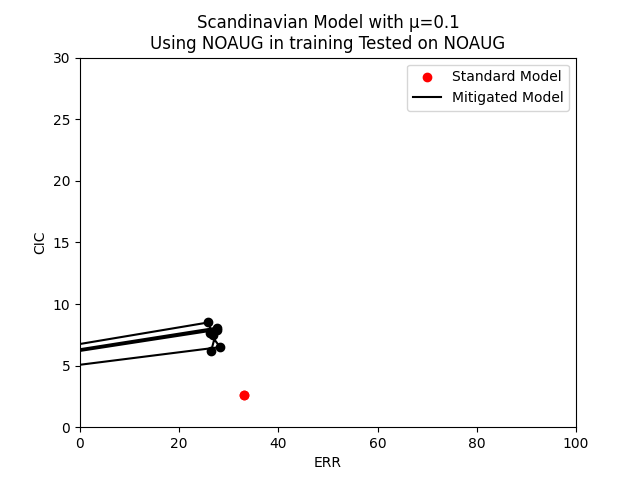 Scandinavian Model with μ=0.1
Using NOAUG in training Tested on NOAUG
Standard Model
Mitigated Model
30
25
20
15
10
5
0
CIC
0 20 40 60 80 100
ERR